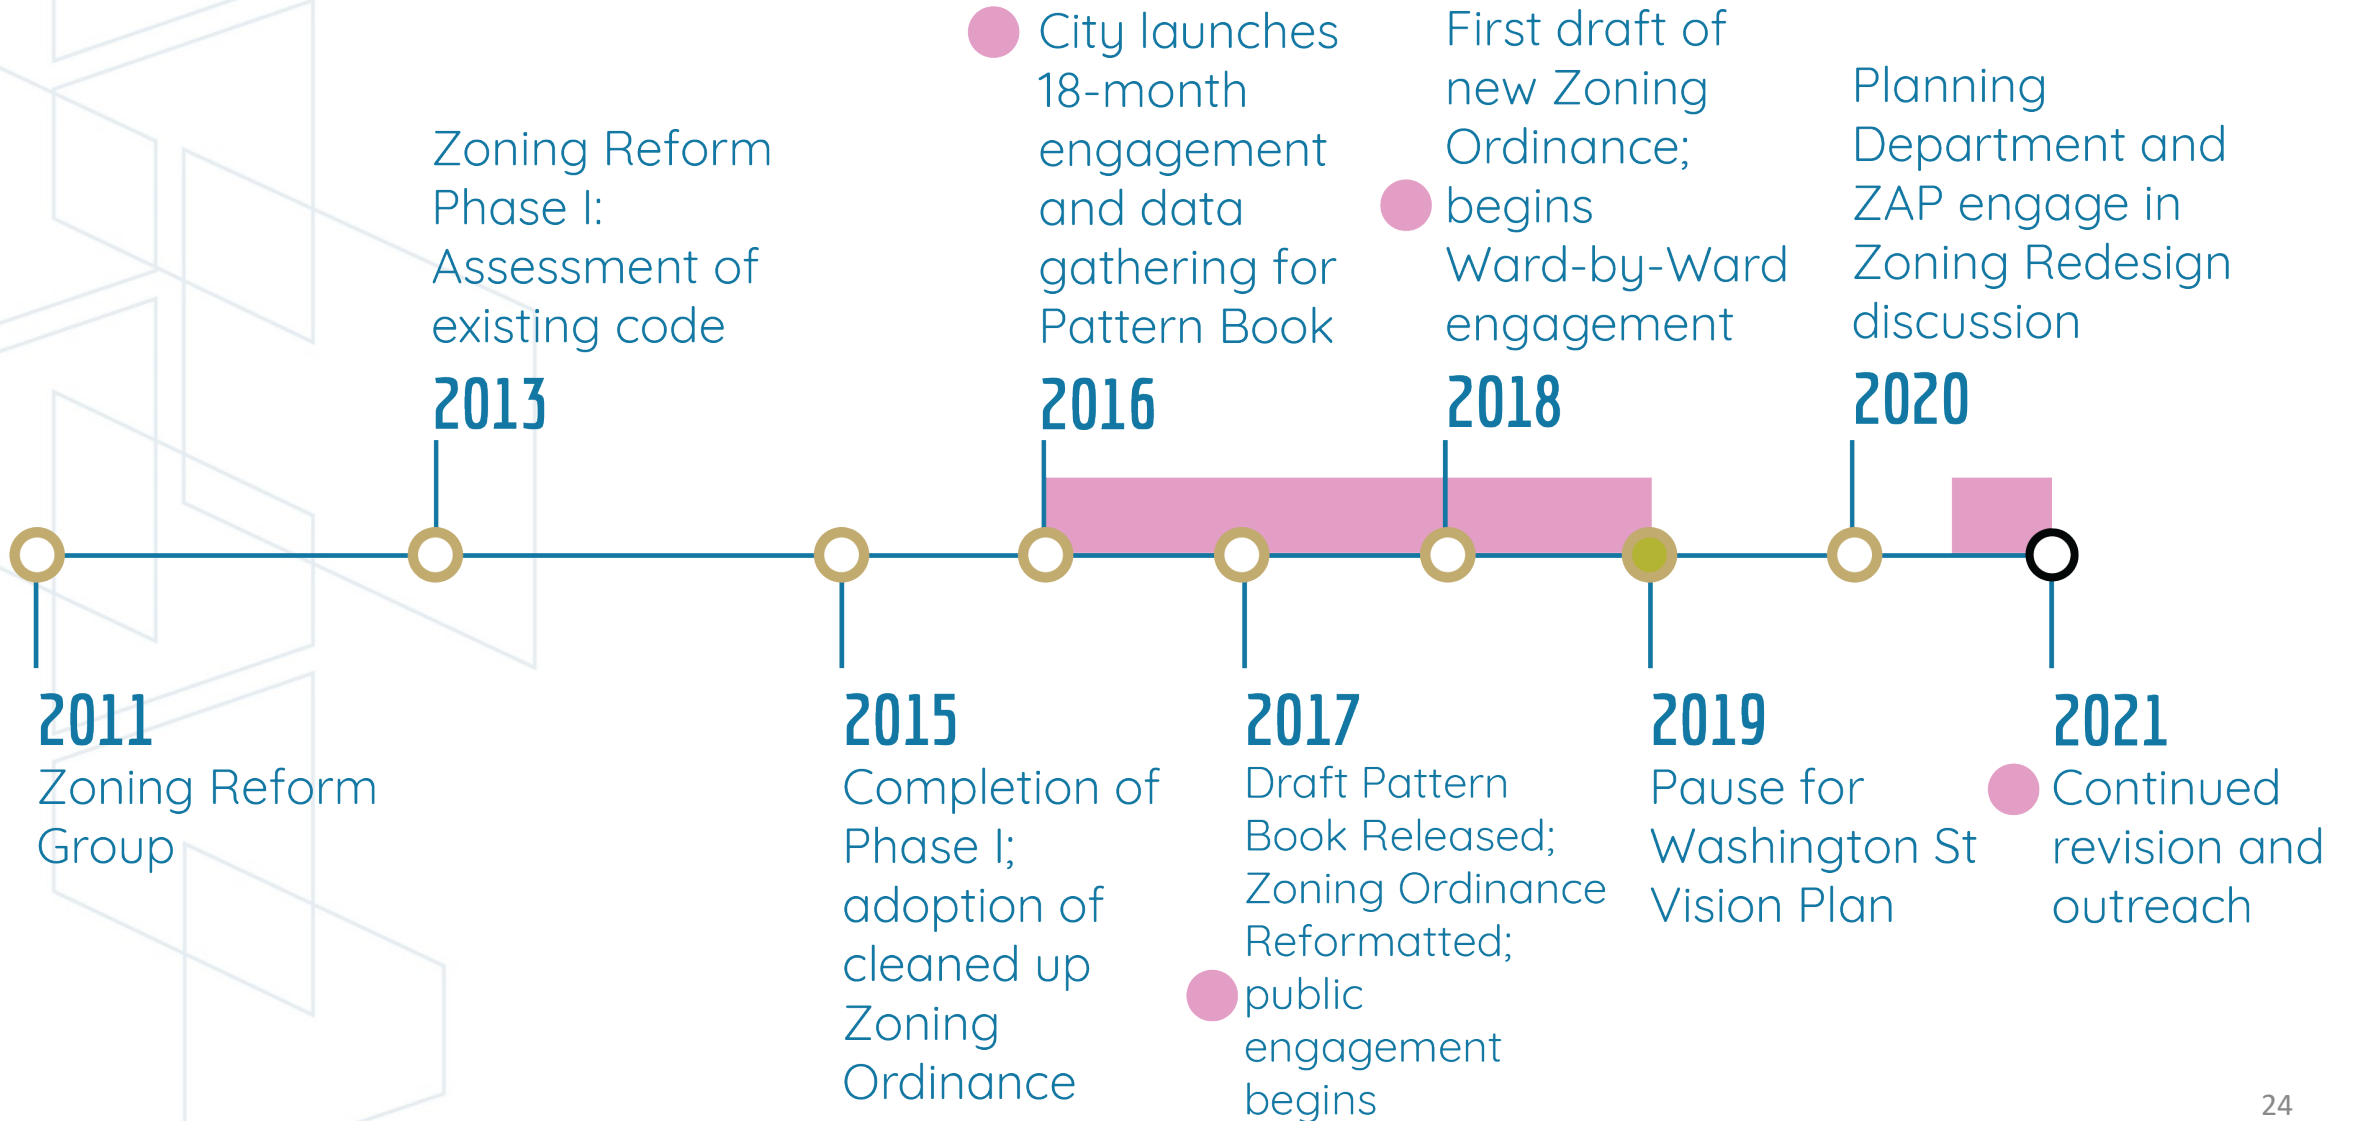 City launches
18-month
engagement
and data
gathering for
Pattern Book
2016
First draft of
new Zoning
Ordinance;
begins
Ward-by-Ward
engagement
2018
Planning
Department and
ZAP engage in
Zoning Redesign
discussion
2020
Zoning Reform
Phase I:
Assessment of
existing code
2013
2011
Zoning Reform
Group
2015
Completion of
Phase I;
adoption of
cleaned up
Zoning
Ordinance
2017
Draft Pattern
Book Released;
Zoning Ordinance
Reformatted;
public
engagement
begins
2019
Pause for
Washington St
Vision Plan
2021
Continued
revision and
outreach
24